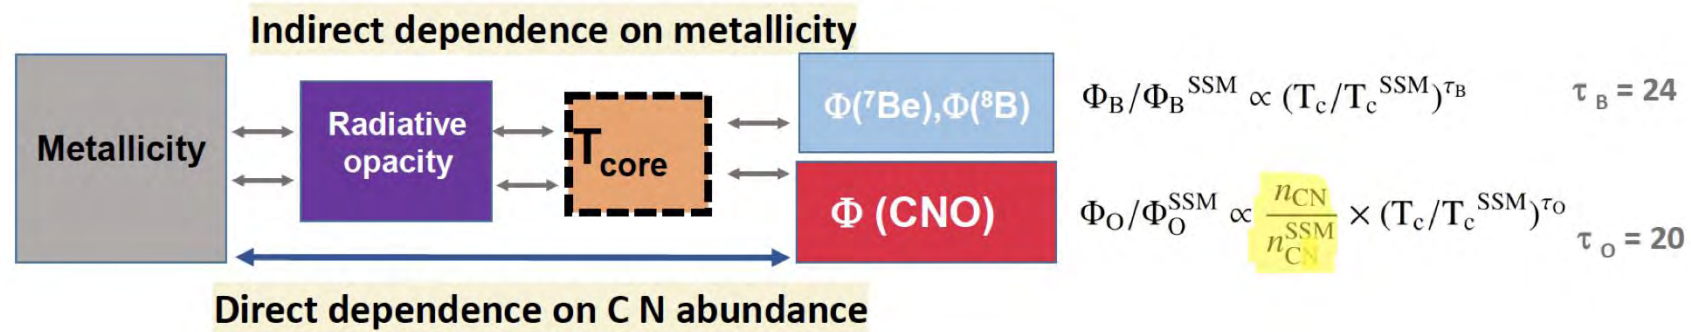 Indirect dependence on metallicity
Metallicity
Radiative
opacity
T_core
Φ(⁷Be),Φ(⁸B)
Φ (CNO)
Φ_B/Φ_B^SSM ∝ (T_c/T_c^SSM)^τ_B
τ_B = 24
Φ_O/Φ_O^SSM ∝ n_CN/n_CN^SSM × (T_c/T_c^SSM)^τ_O
τ_O = 20
Direct dependence on C N abundance